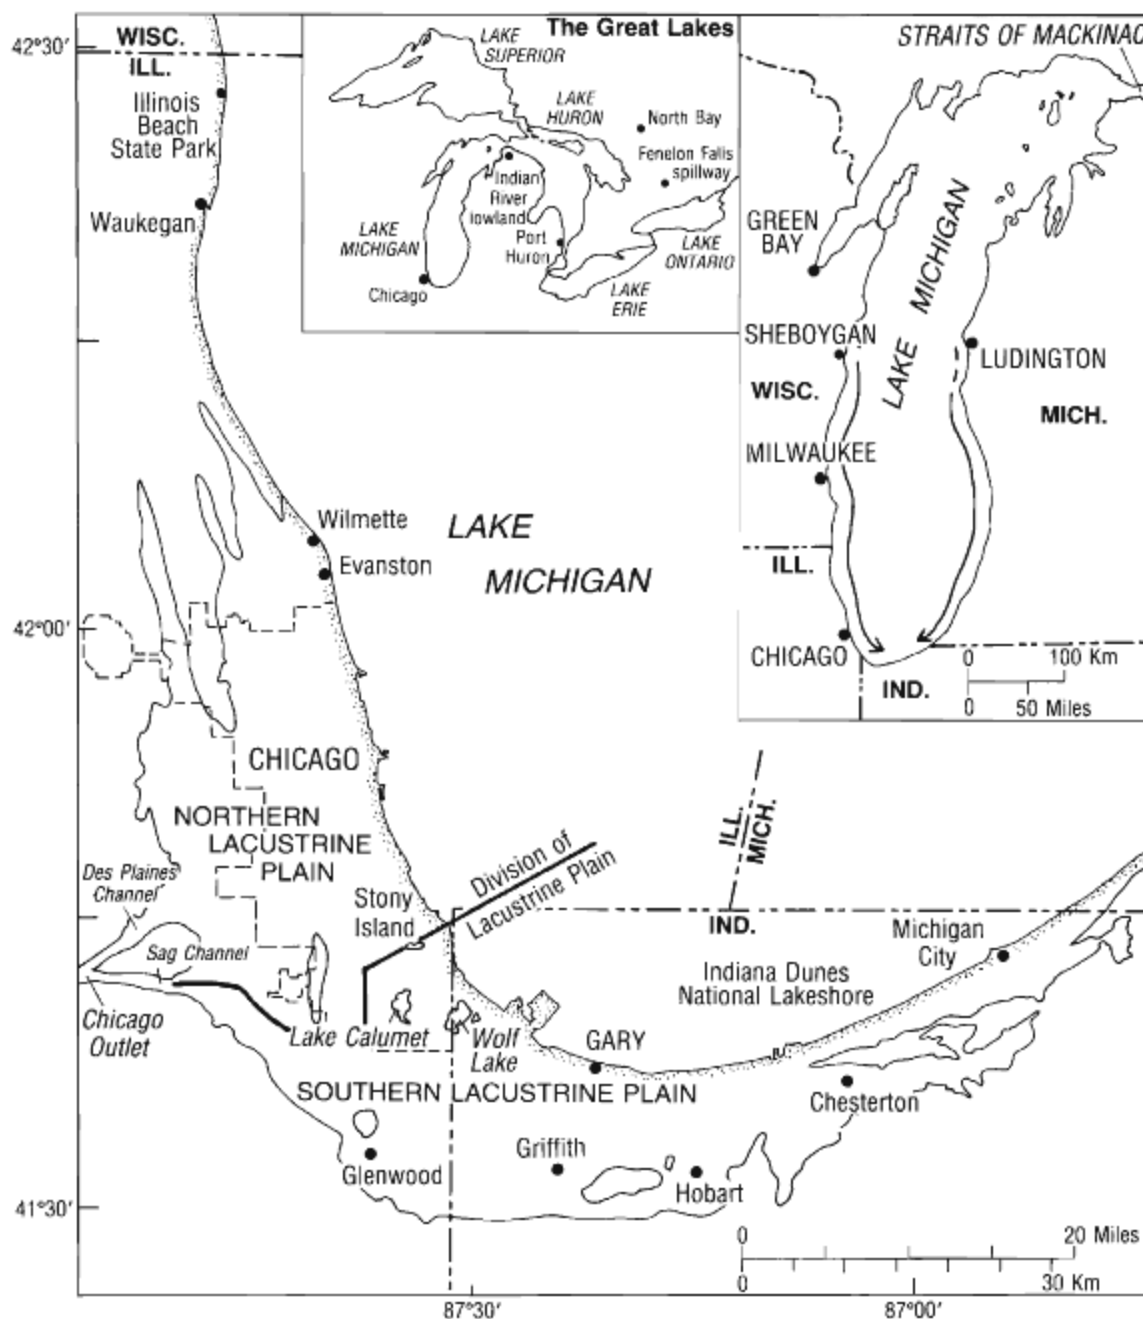 42°30′
WISC.
ILL.
Illinois
Beach
State Park
Waukegan
The Great Lakes
LAKE
SUPERIOR
LAKE
HURON
North Bay
Fenelon Falls
spillway
Indian
River
lowland
LAKE
MICHIGAN
Port
Huron
LAKE
ONTARIO
Chicago
LAKE
ERIE
STRAITS OF MACKINAC
GREEN
BAY
LAKE MICHIGAN
SHEBOYGAN
LUDINGTON
WISC.
MICH.
MILWAUKEE
ILL.
CHICAGO
IND.
0 100 Km
0 50 Miles
Wilmette
Evanston
LAKE
MICHIGAN
42°00′
CHICAGO
NORTHERN
LACUSTRINE
PLAIN
ILL.
MICH.
Des Plaines
Channel
Stony
Island
Division of
Lacustrine Plain
IND.
Sag Channel
Michigan
City
Indiana Dunes
National Lakeshore
Chicago
Outlet
Lake Calumet
Wolf
Lake
GARY
SOUTHERN LACUSTRINE PLAIN
Chesterton
Glenwood
Griffith
Hobart
41°30′
0 20 Miles
0 30 Km
87°30′
87°00′